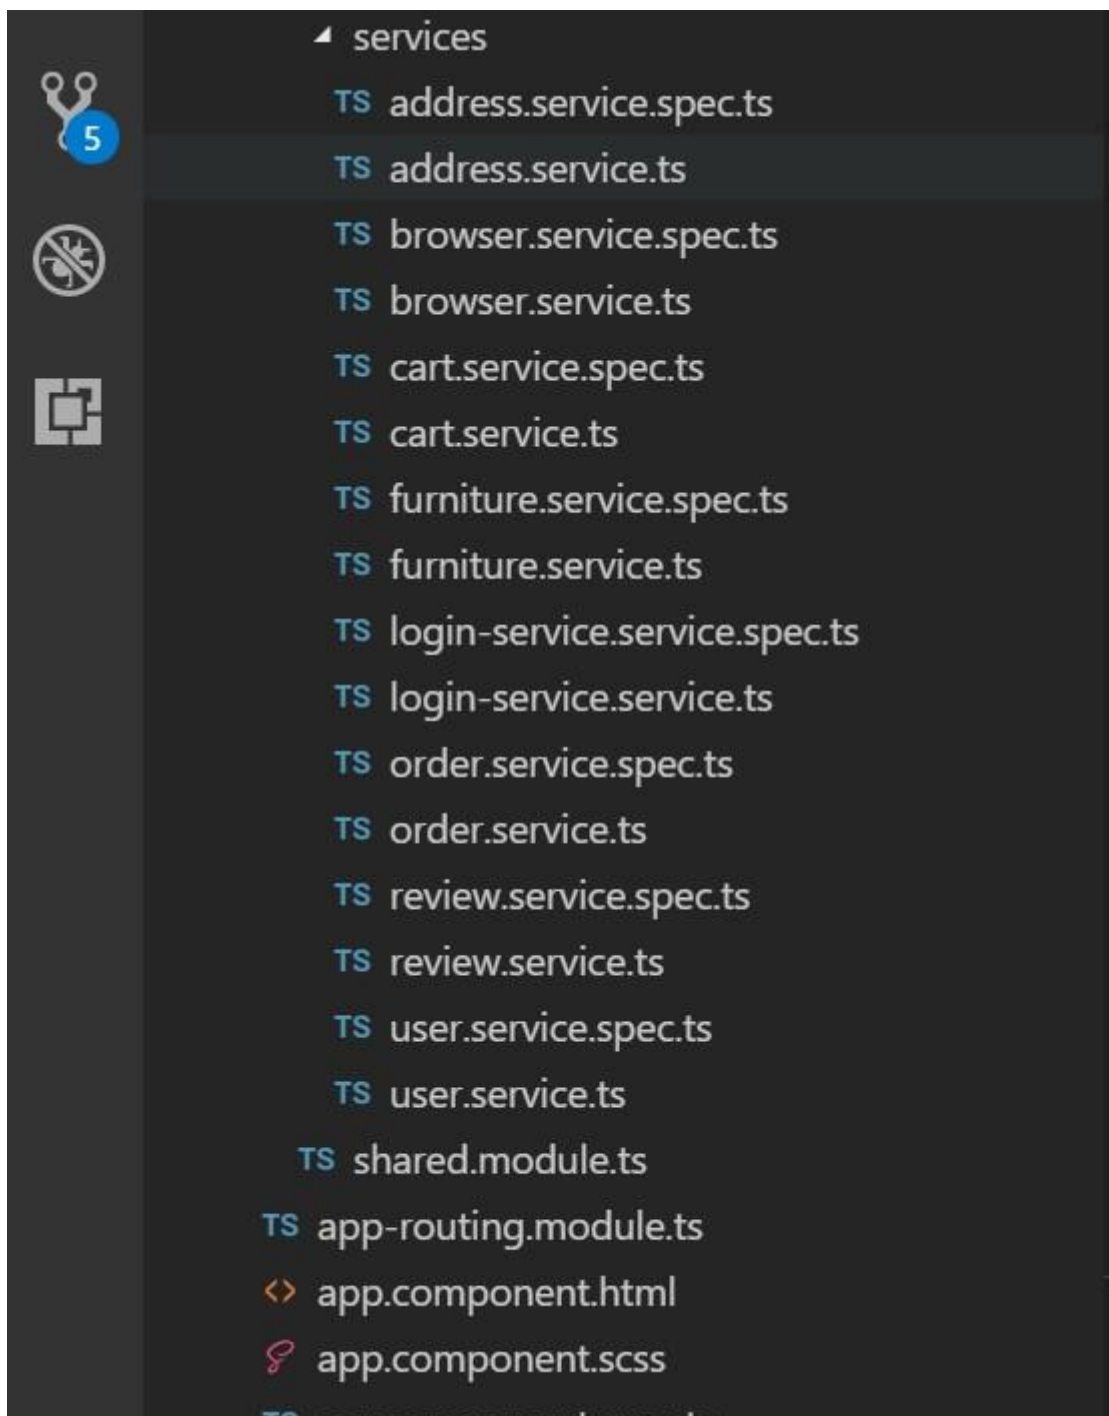 services
TS address.service.spec.ts
5
TS address.service.ts
TS browser.service.spec.ts
TS browser.service.ts
TS cart.service.spec.ts
TS cart.service.ts
TS furniture.service.spec.ts
TS furniture.service.ts
TS login-service.service.spec.ts
TS login-service.service.ts
TS order.service.spec.ts
TS order.service.ts
TS review.service.spec.ts
TS review.service.ts
TS user.service.spec.ts
TS user.service.ts
TS shared.module.ts
TS app-routing.module.ts
<> app.component.html
app.component.scss